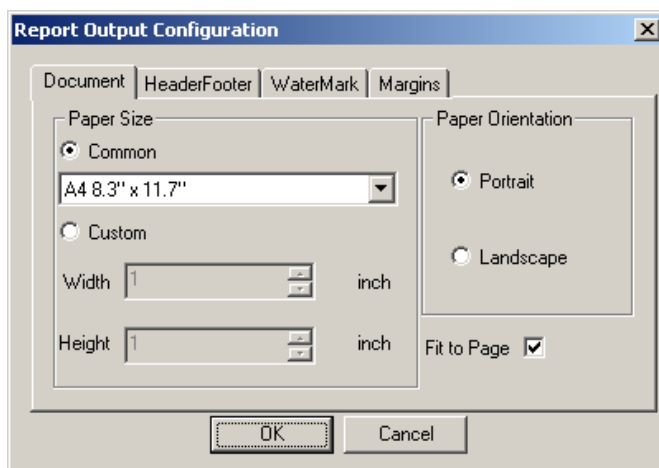 Report Output Configuration
Document HeaderFooter WaterMark Margins
Paper Size
Common
A4 8.3" x 11.7"
Custom
Width 1 inch
Height 1 inch
Paper Orientation
Portrait
Landscape
Fit to Page
OK Cancel